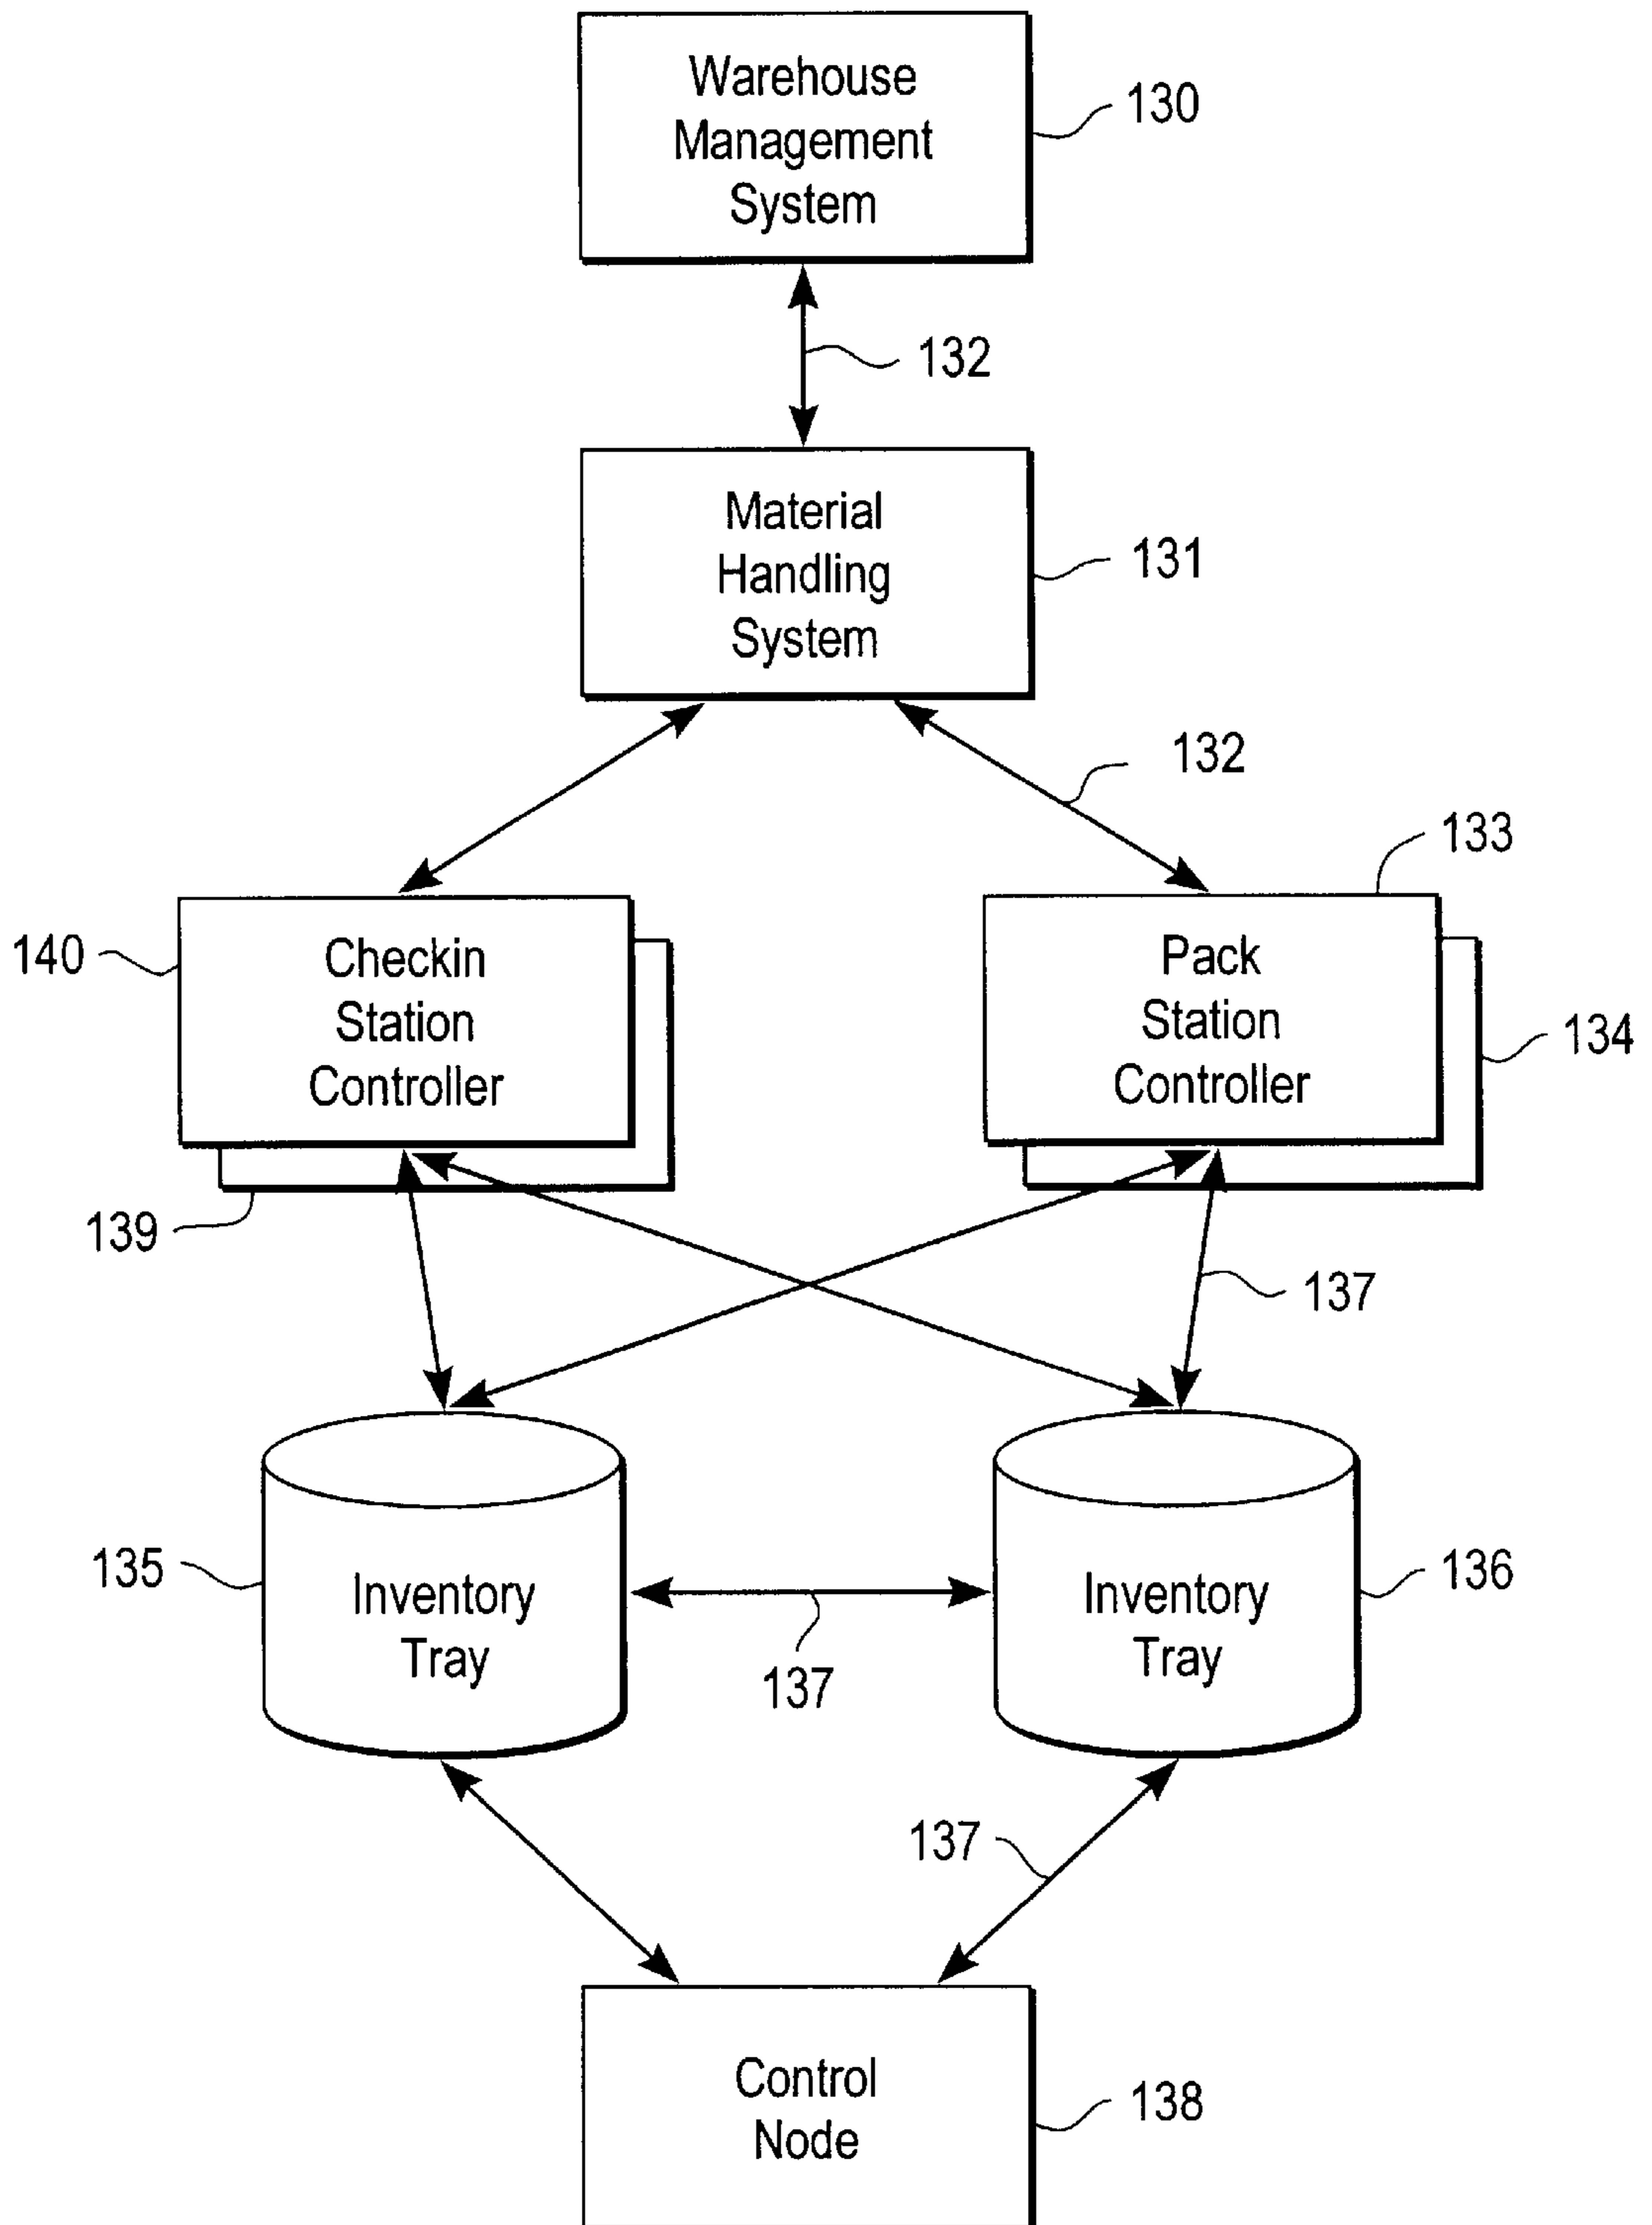 Warehouse
Management
System
130
132
Material
Handling
System
131
132
133
140
Checkin
Station
Controller
Pack
Station
Controller
134
139
137
135
Inventory
Tray
137
Inventory
Tray
136
137
Control
Node
138